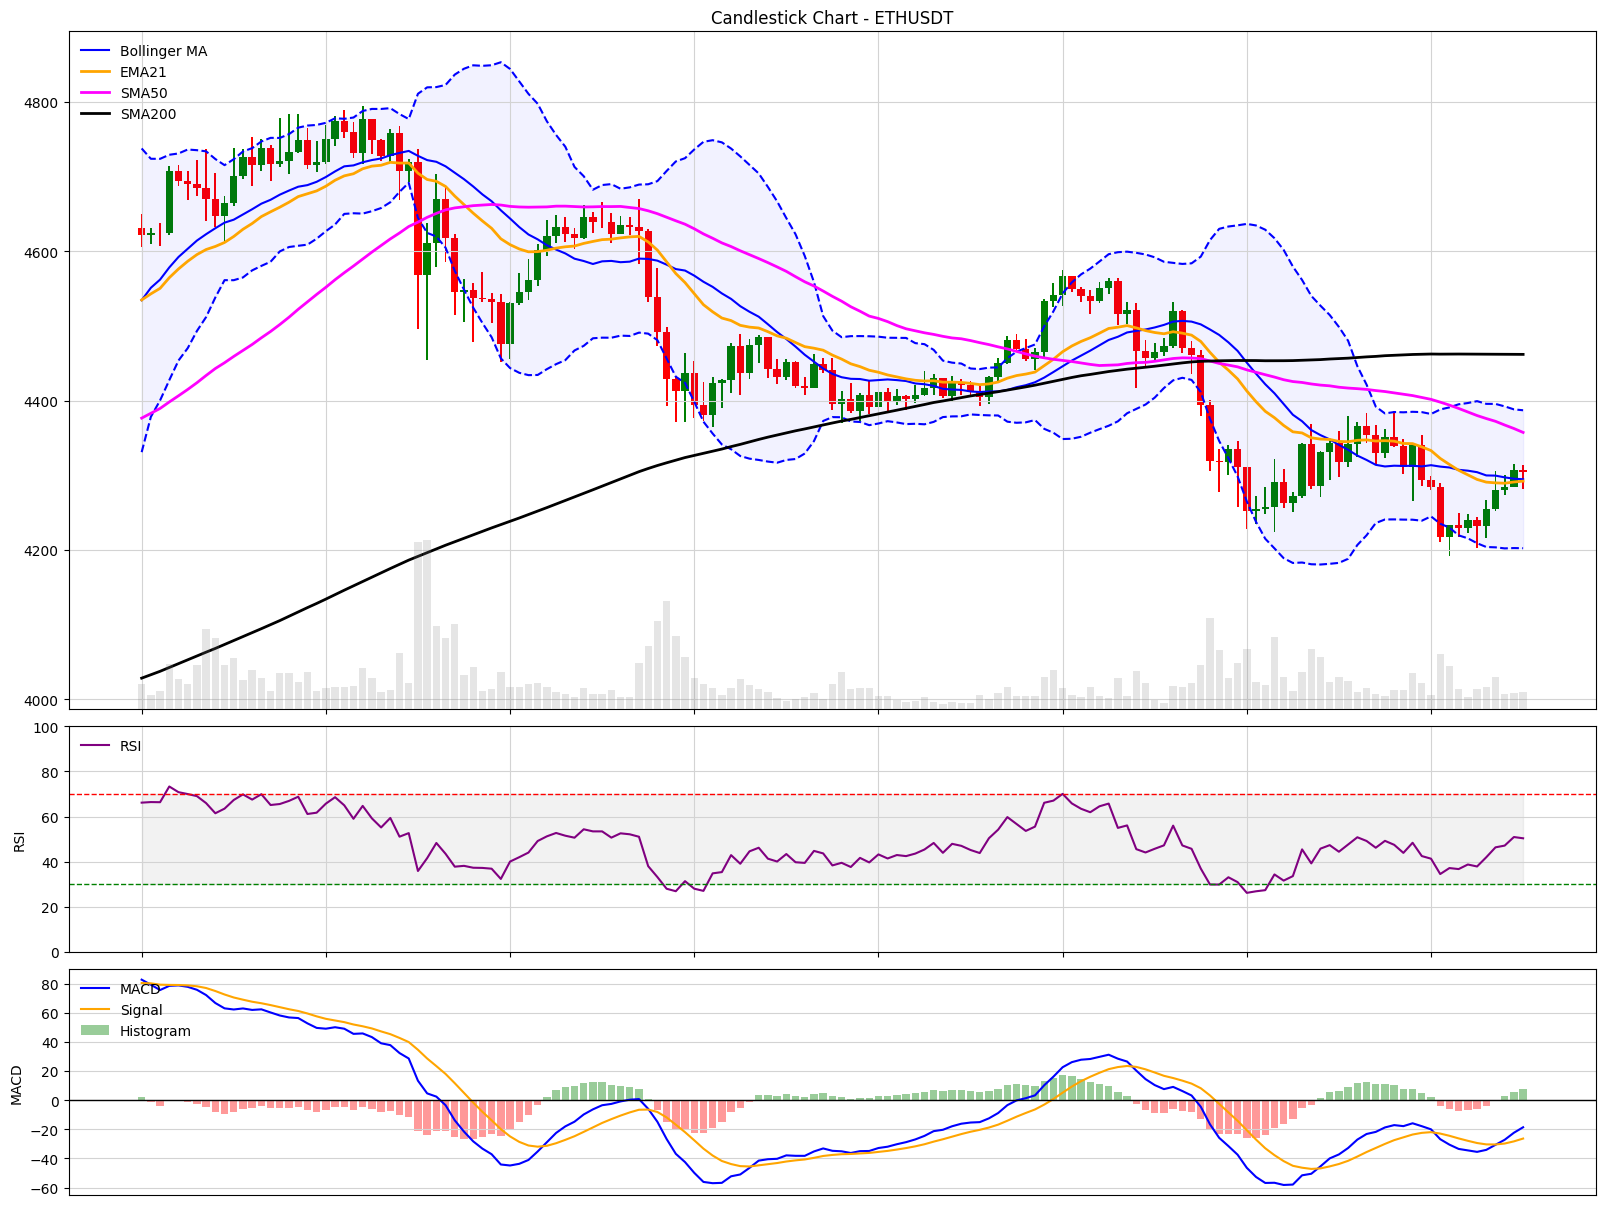 Candlestick Chart - ETHUSDT
Bollinger MA
EMA21
SMA50
SMA200
4800
4600
4400
4200
4000
RSI
100
80
60
40
20
0
RSI
MACD
Signal
Histogram
80
60
40
20
0
−20
−40
−60
MACD